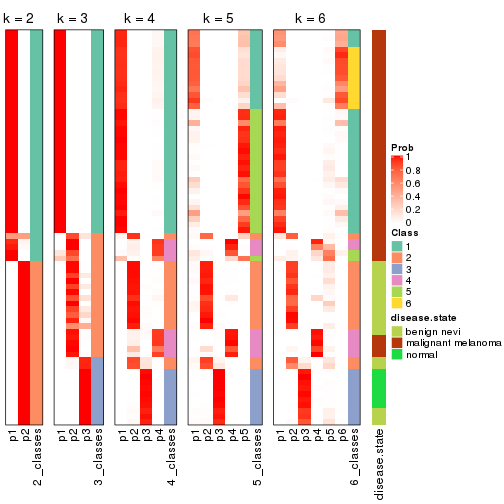 k = 2 k = 3 k = 4 k = 5 k = 6
Prob
1
0.8
0.6
0.4
0.2
0
Class
1
2
3
4
5
6
disease.state
benign nevi
malignant melanoma
normal
p1 p2 2_classes p1 p2 p3 3_classes p1 p2 p3 p4 4_classes p1 p2 p3 p4 p5 5_classes p1 p2 p3 p4 p5 p6 6_classes disease.state